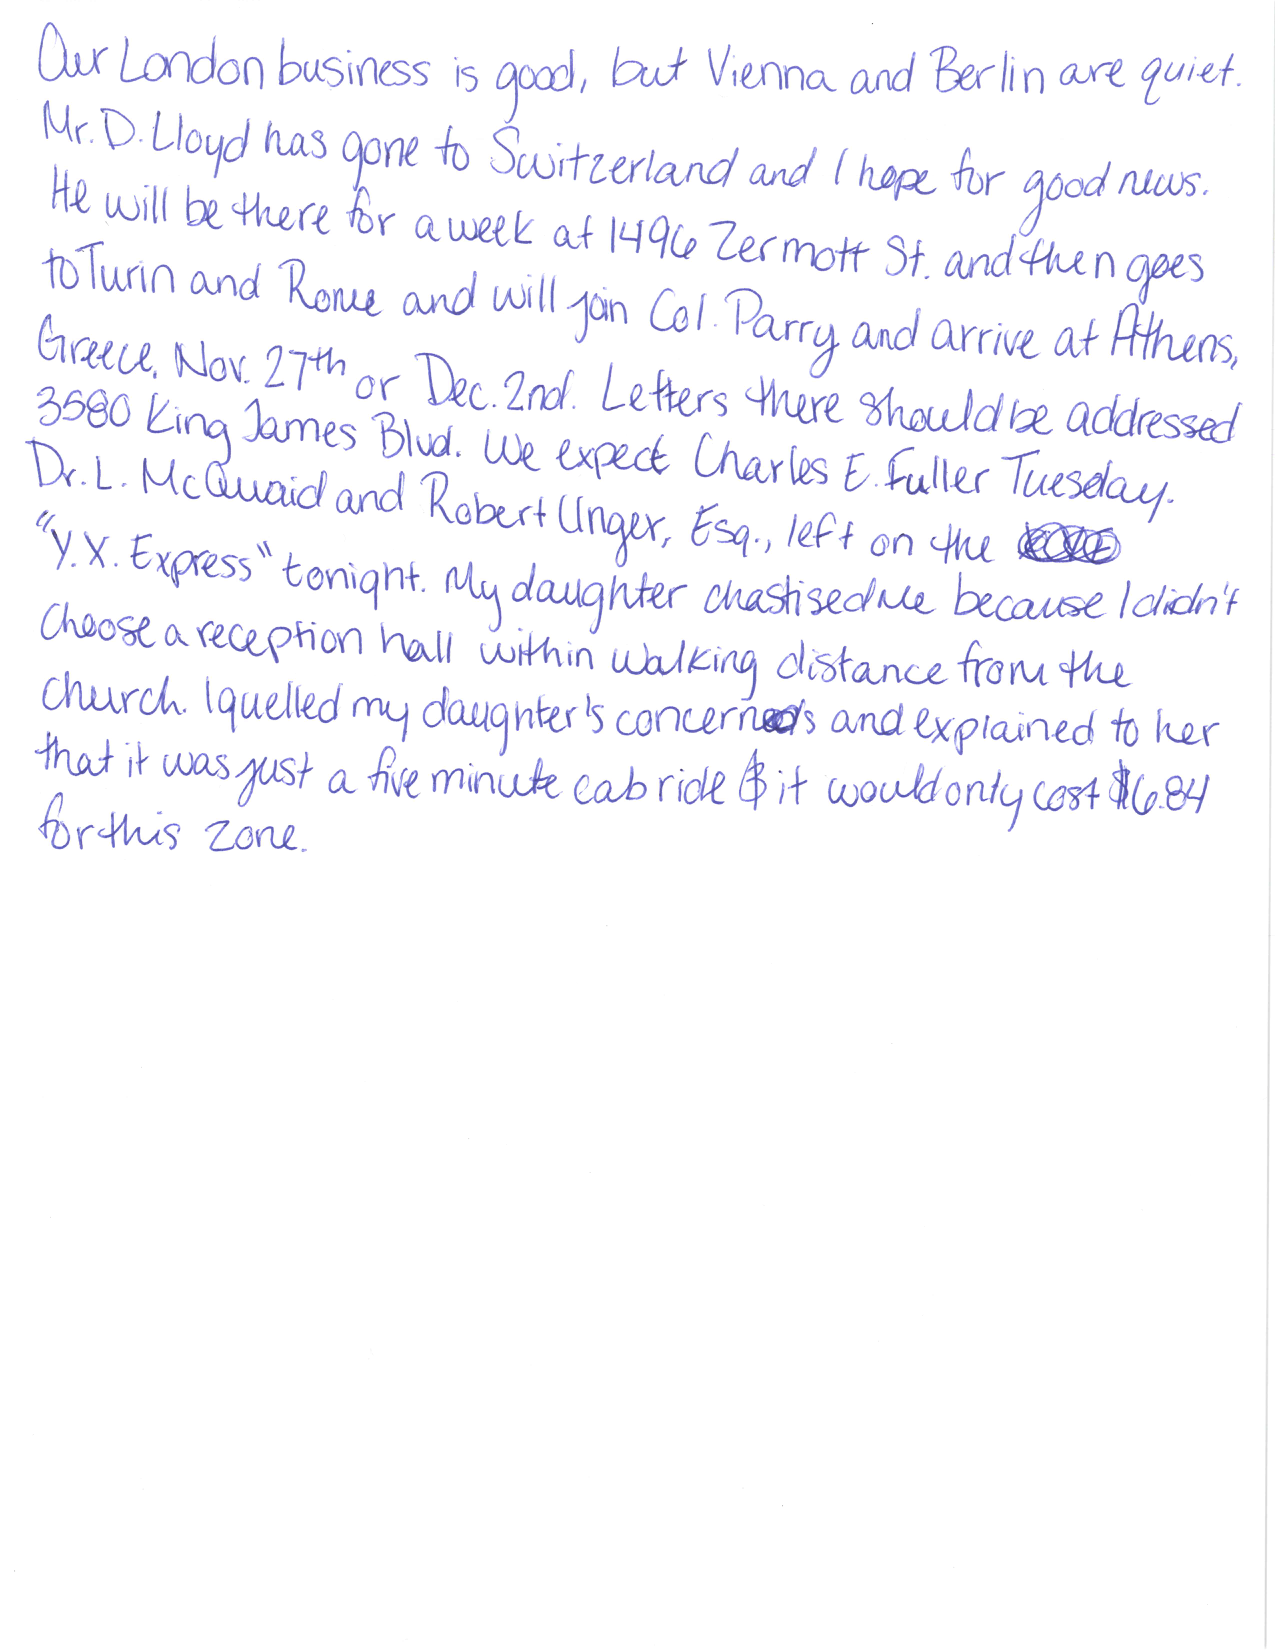 Our London business is good, but Vienna and Berlin are quiet.
Mr. D. Lloyd has gone to Switzerland and I hope for good news.
He will be there for a week at 1496 Zermott St. and then goes
to Turin and Rome and will join Col. Parry and arrive at Athens,
Greece, Nov. 27th or Dec. 2nd. Letters there should be addressed
3580 King James Blvd. We expect Charles E. Fuller Tuesday.
Dr. L. McQuaid and Robert Unger, Esq., left on the
"Y.X. Express" tonight. My daughter chastised me because I didn't
choose a reception hall within walking distance from the
church. I quelled my daughter's concerns and explained to her
that it was just a five minute cab ride & it would only cost $6.84
for this zone.